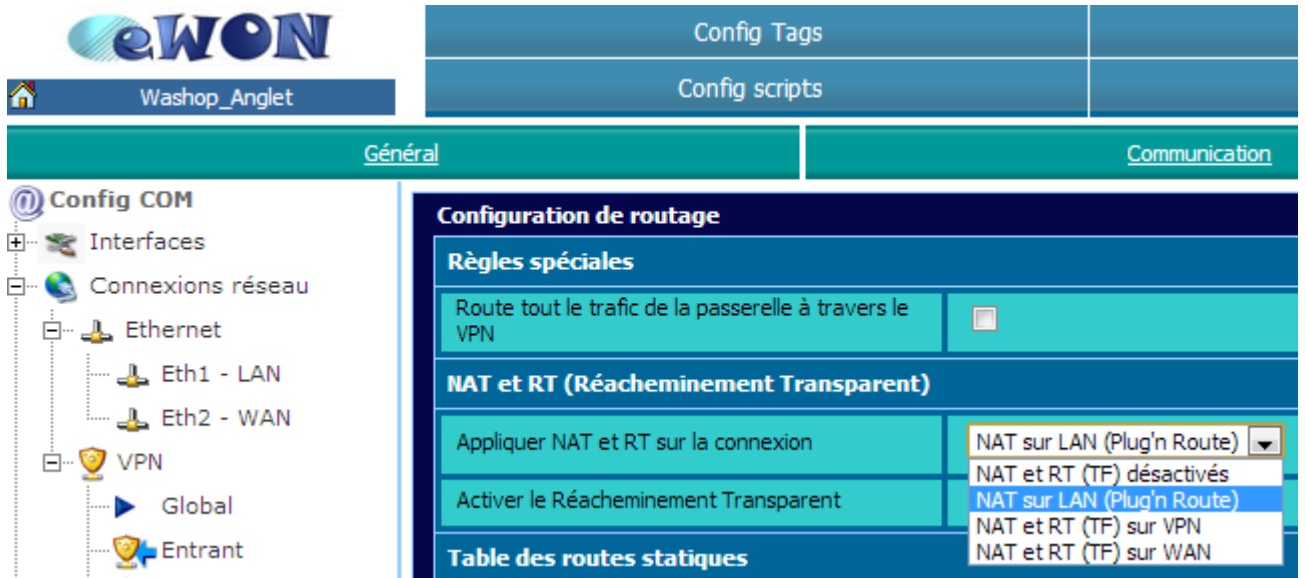 eWON
Config Tags
Washop_Anglet
Config scripts
Général
Communication
Config COM
Interfaces
Connexions réseau
Ethernet
Eth1 - LAN
Eth2 - WAN
VPN
Global
Entrant
Configuration de routage
Règles spéciales
Route tout le trafic de la passerelle à travers le
VPN
NAT et RT (Réacheminement Transparent)
Appliquer NAT et RT sur la connexion
NAT sur LAN (Plug'n Route)
NAT et RT (TF) désactivés
NAT sur LAN (Plug'n Route)
NAT et RT (TF) sur VPN
NAT et RT (TF) sur WAN
Activer le Réacheminement Transparent
Table des routes statiques